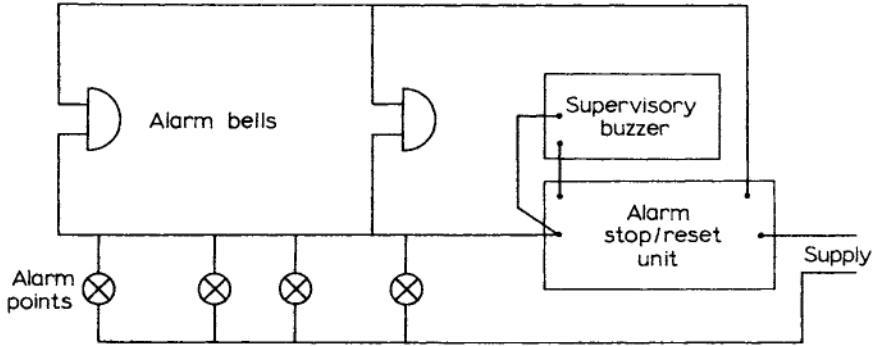 Alarm bells
Supervisory
buzzer
Alarm
stop/reset
unit
Supply
Alarm
points